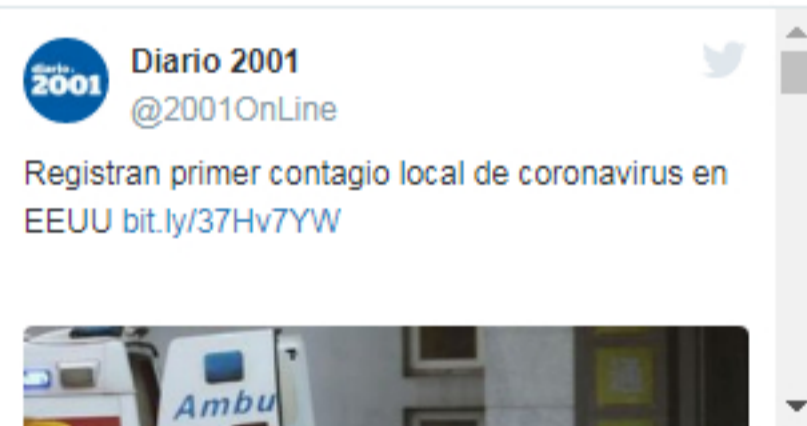 diario.
2001
Diario 2001
@2001OnLine
Registran primer contagio local de coronavirus en
EEUU bit.ly/37Hv7YW
Ambu